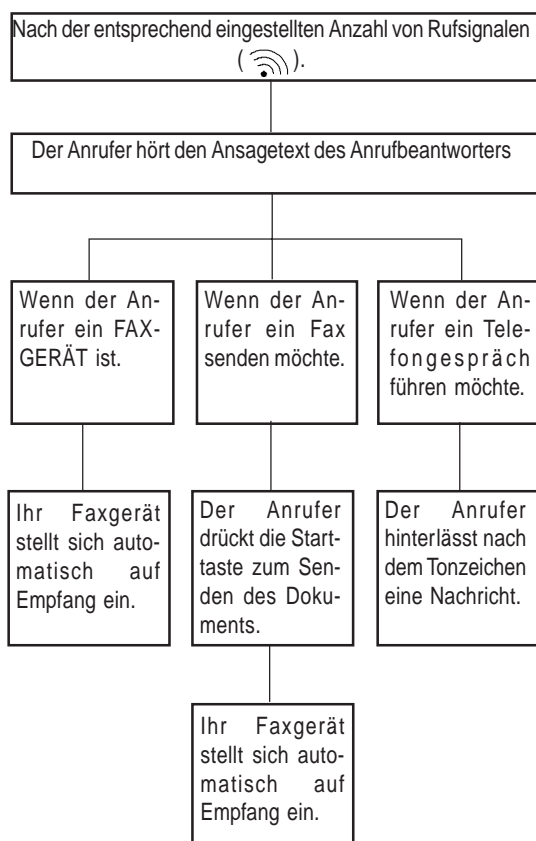 Nach der entsprechend eingestellten Anzahl von Rufsignalen
( ).
Der Anrufer hört den Ansagetext des Anrufbeantworters
Wenn der An-
rufer ein FAX-
GERÄT ist.
Wenn der An-
rufer ein Fax
senden möchte.
Wenn der An-
rufer ein Tele-
fongespräch
führen möchte.
Ihr Faxgerät
stellt sich auto-
matisch auf
Empfang ein.
Der Anrufer
drückt die Start-
taste zum Sen-
den des Doku-
ments.
Der Anrufer
hinterlässt nach
dem Tonzeichen
eine Nachricht.
Ihr Faxgerät
stellt sich auto-
matisch auf
Empfang ein.